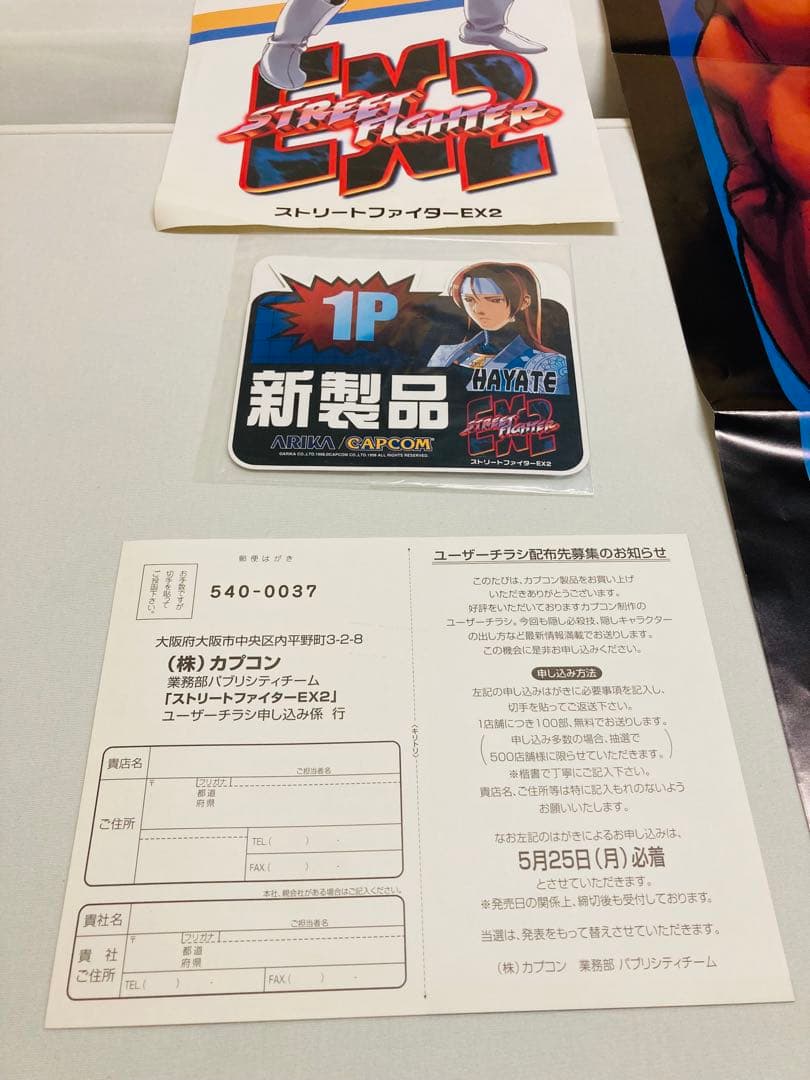 EX2
STREET FIGHTER
ストリートファイターEX2
1P
HAYATE
新製品
EX2
STREET FIGHTER
ARIKA / CAPCOM
©ARIKA CO.,LTD.1998,©CAPCOM CO.,LTD.1998 ALL RIGHTS RESERVED.
ストリートファイターEX2
郵便はがき
お手数ですが
切手を貼って
ご投函下さい。
540-0037
大阪府大阪市中央区内平野町3-2-8
(株)カプコン
業務部パブリシティチーム
「ストリートファイターEX2」
ユーザーチラシ申し込み係 行
貴店名
ご担当者名
ご住所
〒
フリガナ
都道
府県
TEL.( ) -
FAX.( ) -
本社、親会社がある場合はご記入ください。
貴社名
ご担当者名
貴 社
ご住所
〒
フリガナ
都道
府県
TEL.( ) -
FAX.( ) -
(キリトリ)
ユーザーチラシ配布先募集のお知らせ
このたびは、カプコン製品をお買い上げ
いただきありがとうございます。
好評をいただいておりますカプコン制作の
ユーザーチラシ。今回も隠し必殺技、隠しキャラクター
の出し方など最新情報満載でお送りします。
この機会に是非お申し込みください。
申し込み方法
左記の申し込みはがきに必要事項を記入し、
切手を貼ってご返送下さい。
1店舗につき100部、無料でお送りします。
(申し込み多数の場合、抽選で
500店舗様に限らせていただきます。)
※楷書で丁寧にご記入下さい。
貴店名、ご住所等は特に記入もれのないよう
お願いいたします。
なお左記のはがきによるお申し込みは、
5月25日(月)必着
とさせていただきます。
※発売日の関係上、締切後も受付しております。
当選は、発表をもって替えさせていただきます。
(株)カプコン 業務部 パブリシティチーム